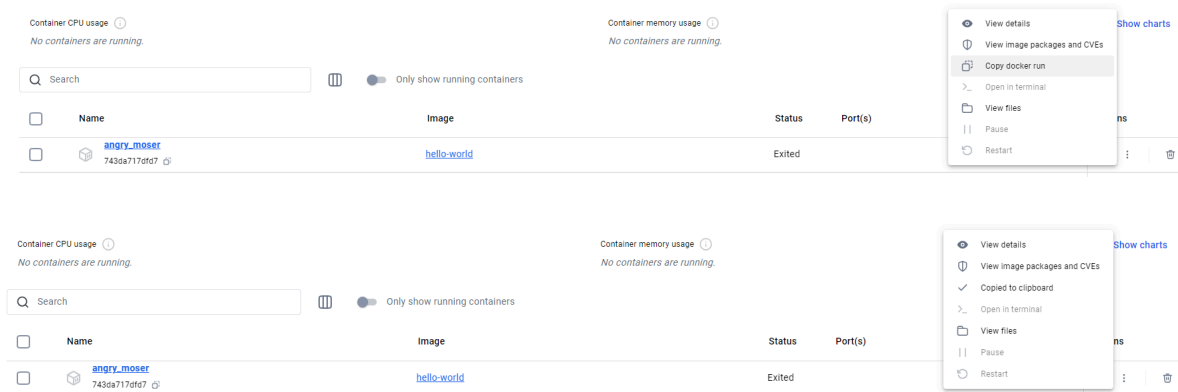 Container CPU usage
No containers are running.
Container memory usage
No containers are running.
Show charts
View details
View image packages and CVEs
Copy docker run
Open in terminal
View files
Pause
Restart
Search
Only show running containers
Name Image Status Port(s) ns
angry_moser hello-world Exited
743da717dfd7
Container CPU usage
No containers are running.
Container memory usage
No containers are running.
Show charts
View details
View image packages and CVEs
Copied to clipboard
Open in terminal
View files
Pause
Restart
Search
Only show running containers
Name Image Status Port(s) ns
angry_moser hello-world Exited
743da717dfd7